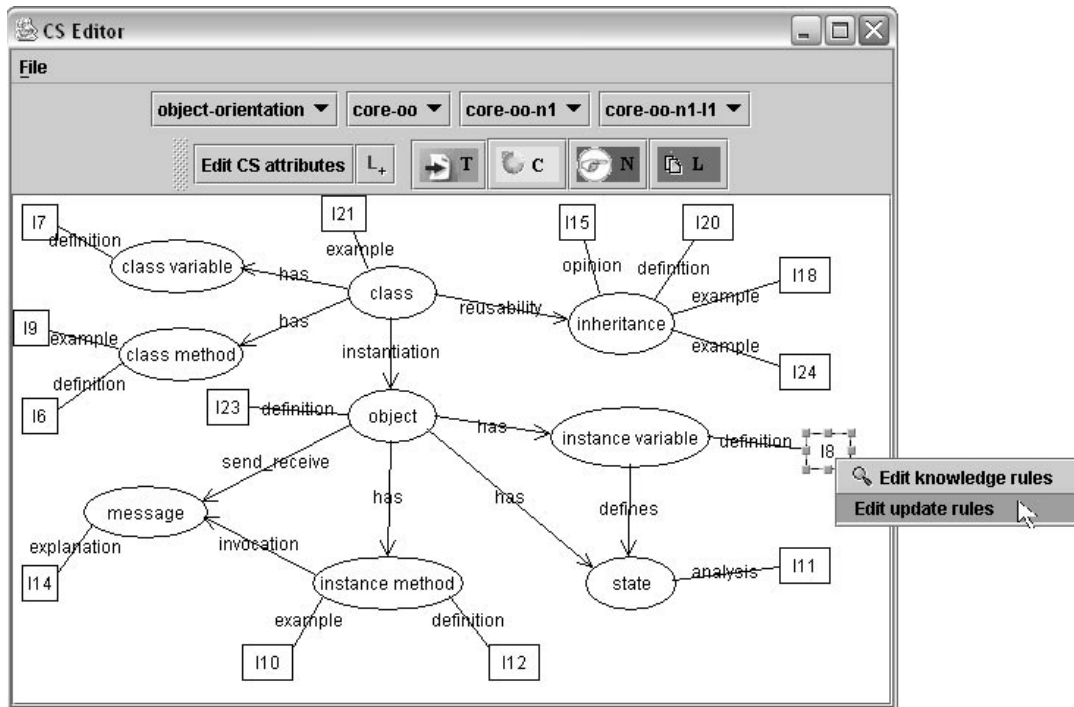 CS Editor
File
object-orientation core-oo core-oo-n1 core-oo-n1-l1
Edit CS attributes L+ T C N L
I7 I21 I15 I20
definition example opinion definition
class variable has class reusability inheritance example I18
I9 example has
class method instantiation example
definition I24
I6 I23 definition object has instance variable definition I8
Edit knowledge rules
send_receive has has defines Edit update rules
message
explanation invocation analysis I11
I14 instance method state
example definition
I10 I12